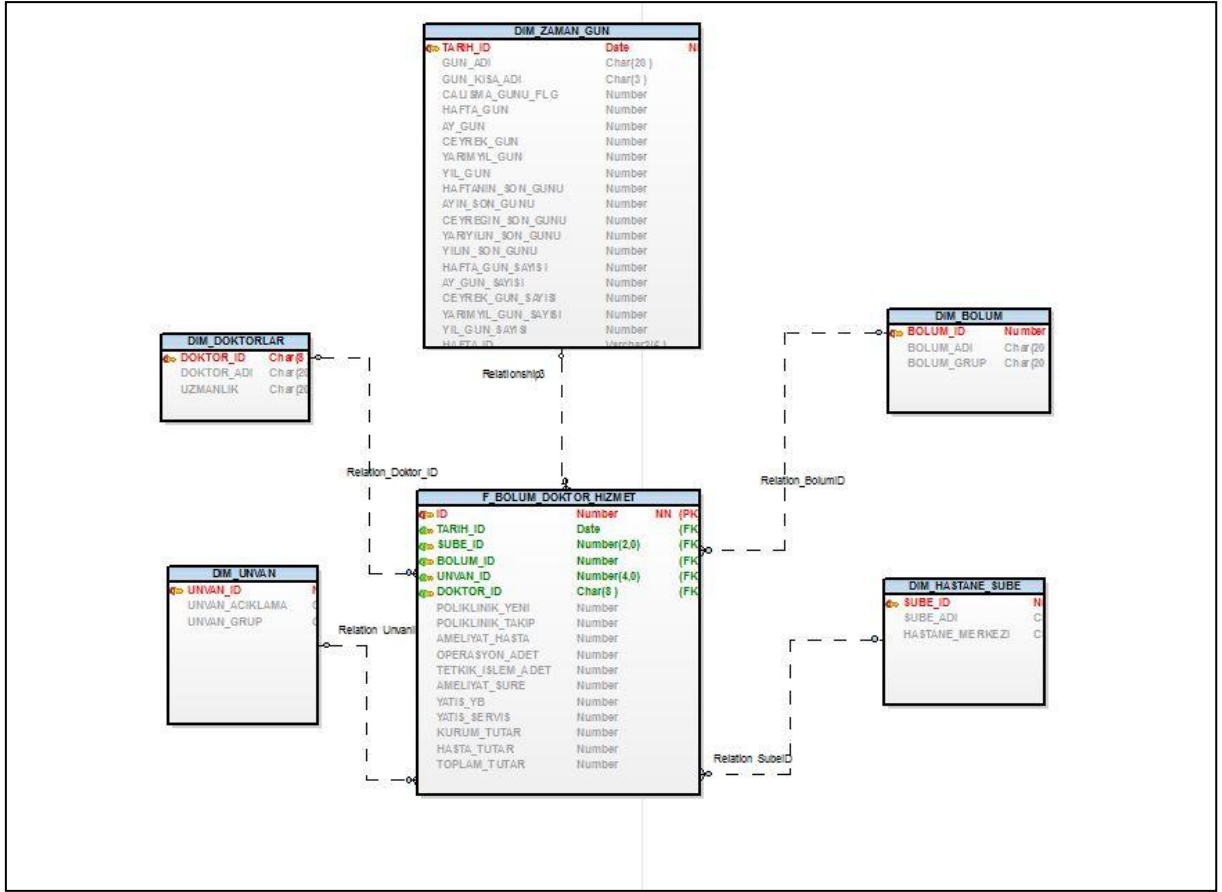 DIM_ZAMAN_GUN
TARIH_ID Date N
GUN_ADI Char(20 )
GUN_KISA_ADI Char(3 )
CALISMA_GUNU_FLG Number
HAFTA_GUN Number
AY_GUN Number
CEYREK_GUN Number
YARIMYIL_GUN Number
YIL_GUN Number
HAFTANIN_SON_GUNU Number
AYIN_SON_GUNU Number
CEYREGIN_SON_GUNU Number
YARIYILIN_SON_GUNU Number
YILIN_SON_GUNU Number
HAFTA_GUN_SAYISI Number
AY_GUN_SAYISI Number
CEYREK_GUN_SAYISI Number
YARIMYIL_GUN_SAYISI Number
YIL_GUN_SAYISI Number
HAFTA_ID Varchar2(6 )
DIM_DOKTORLAR
DOKTOR_ID Char(8
DOKTOR_ADI Char(20
UZMANLIK Char(20
DIM_BOLUM
BOLUM_ID Number
BOLUM_ADI Char(20
BOLUM_GRUP Char(20
Relationship3
Relation_Doktor_ID
Relation_BolumID
F_BOLUM_DOKTOR_HIZMET
ID Number NN (PK
TARIH_ID Date (FK
SUBE_ID Number(2,0) (FK
BOLUM_ID Number (FK
UNVAN_ID Number(4,0) (FK
DOKTOR_ID Char(8 ) (FK
POLIKLINIK_YENI Number
POLIKLINIK_TAKIP Number
AMELIYAT_HASTA Number
OPERASYON_ADET Number
TETKIK_ISLEM_ADET Number
AMELIYAT_SURE Number
YATIS_YB Number
YATIS_SERVIS Number
KURUM_TUTAR Number
HASTA_TUTAR Number
TOPLAM_TUTAR Number
DIM_UNVAN
UNVAN_ID
UNVAN_ACIKLAMA
UNVAN_GRUP
Relation_UnvanI
DIM_HASTANE_SUBE
SUBE_ID N
SUBE_ADI C
HASTANE_MERKEZI C
Relation_SubeID